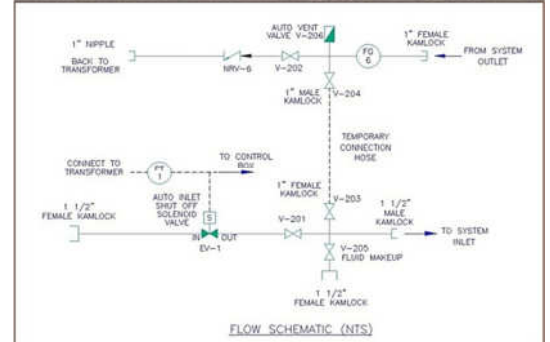 AUTO VENT
VALVE V-206
1" NIPPLE
BACK TO
TRANSFORMER
NRV-6
V-202
FG
6
1" FEMALE
KAMLOCK
FROM SYSTEM
OUTLET
1" MALE
KAMLOCK
V-204
TEMPORARY
CONNECTION
HOSE
CONNECT TO
TRANSFORMER
PT
1
TO CONTROL
BOX
AUTO INLET
SHUT OFF
SOLENOID
VALVE
1" FEMALE
KAMLOCK
1 1/2"
FEMALE KAMLOCK
S
IN
OUT
EV-1
V-201
V-203
1 1/2"
MALE
KAMLOCK
TO SYSTEM
INLET
V-205
FLUID MAKEUP
1 1/2"
FEMALE KAMLOCK
FLOW SCHEMATIC (NTS)